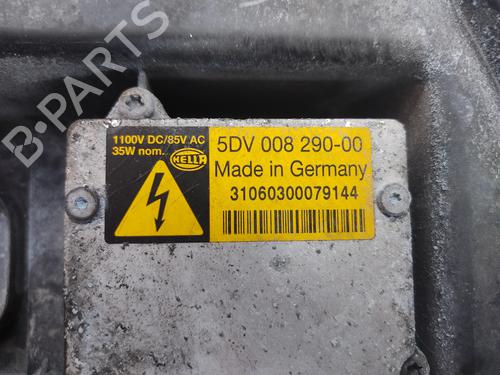 B-PARTS
1100V DC/85V AC
35W nom.
HELLA
5DV 008 290-00
Made in Germany
31060300079144